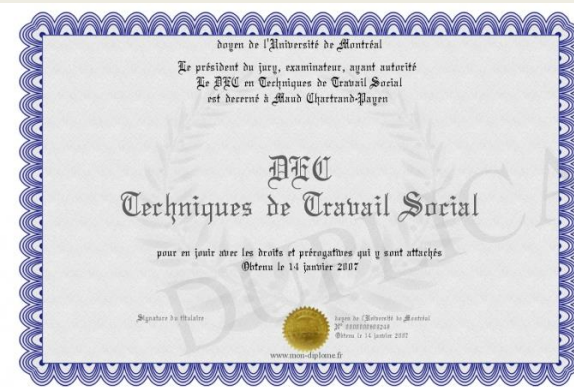 doyen de l'Université de Montréal
Le président du jury, examinateur, ayant autorité
Le DEC en Techniques de Travail Social
est decerné à Maud Chartrand-Payen
DEC
Techniques de Travail Social
pour en jouir avec les droits et prérogatives qui y sont attachés
Obtenu le 14 janvier 2007
Signature du titulaire
doyen de l'Université de Montréal
Obtenu le 14 janvier 2007
www.mon-diplome.fr
DUPLICA